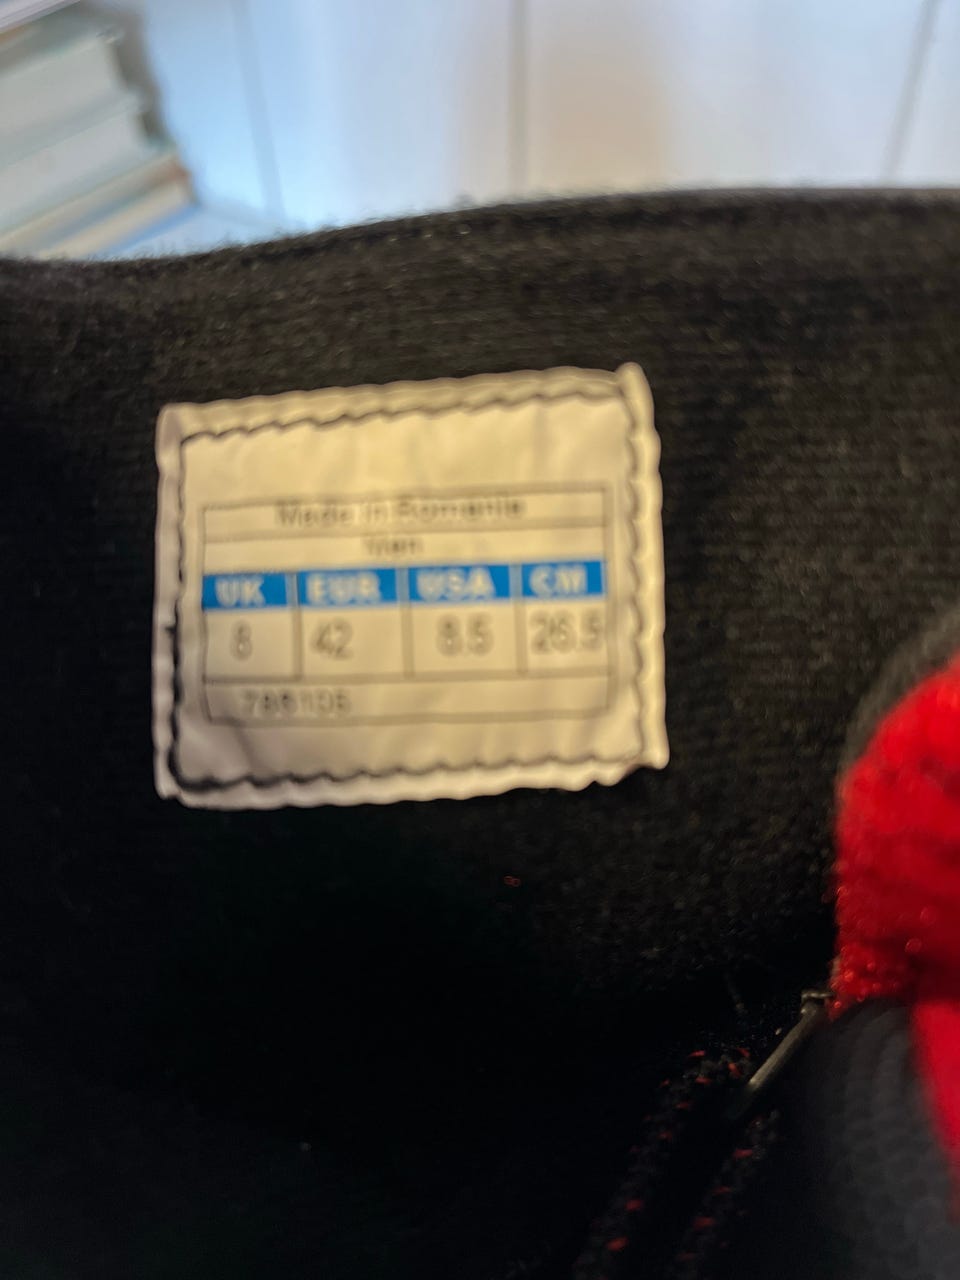 Made in Romania
Men
UK EUR USA CM
8 42 8.5 26.5